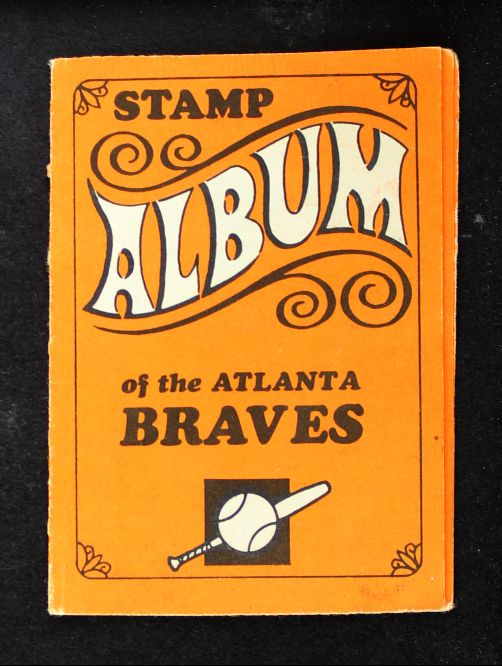 STAMP
ALBUM
of the ATLANTA
BRAVES